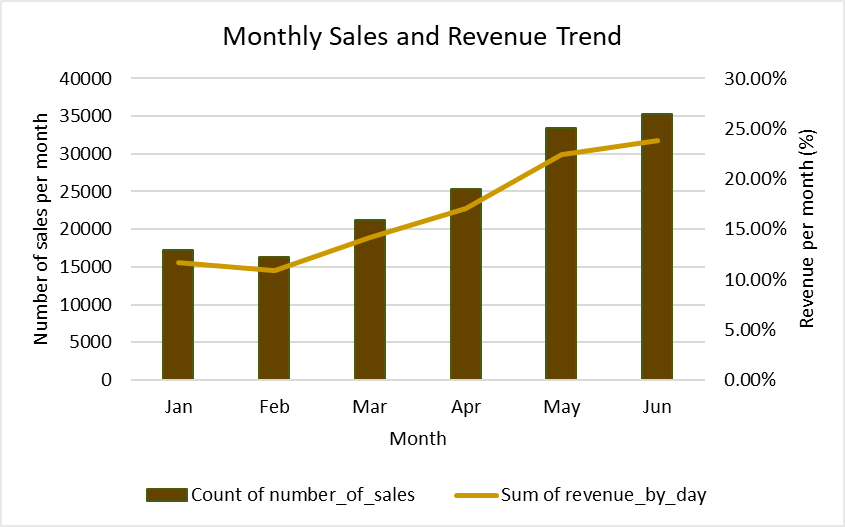 Monthly Sales and Revenue Trend
Number of sales per month
40000
35000
30000
25000
20000
15000
10000
5000
0
30.00%
25.00%
20.00%
15.00%
10.00%
5.00%
0.00%
Revenue per month (%)
Jan Feb Mar Apr May Jun
Month
Count of number_of_sales Sum of revenue_by_day